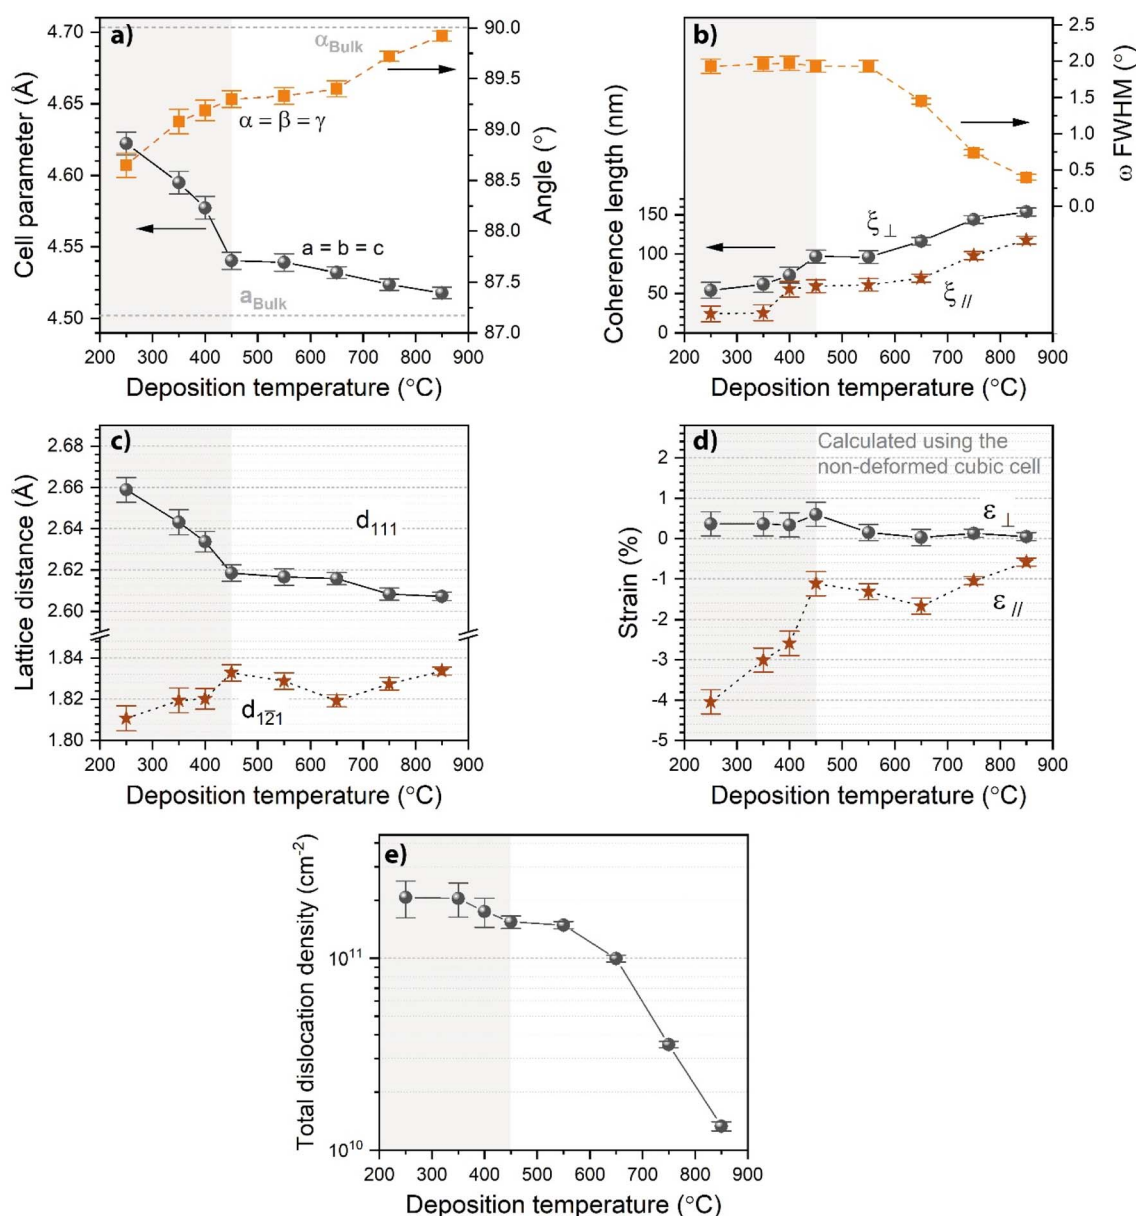 a)
4.70
4.65
4.60
4.55
4.50
Cell parameter (Å)
α_Bulk
α = β = γ
a = b = c
a_Bulk
90.0
89.5
89.0
88.5
88.0
87.5
87.0
Angle (°)
200 300 400 500 600 700 800 900
Deposition temperature (°C)
b)
2.5
2.0
1.5
1.0
0.5
0.0
ω FWHM (°)
150
100
50
0
Coherence length (nm)
ξ⊥
ξ//
200 300 400 500 600 700 800 900
Deposition temperature (°C)
c)
2.68
2.66
2.64
2.62
2.60
1.84
1.82
1.80
Lattice distance (Å)
d₁₁₁
d₁2̄₁
200 300 400 500 600 700 800 900
Deposition temperature (°C)
d)
Calculated using the
non-deformed cubic cell
2
1
0
-1
-2
-3
-4
-5
Strain (%)
ε⊥
ε//
200 300 400 500 600 700 800 900
Deposition temperature (°C)
e)
10¹¹
10¹⁰
Total dislocation density (cm⁻²)
200 300 400 500 600 700 800 900
Deposition temperature (°C)